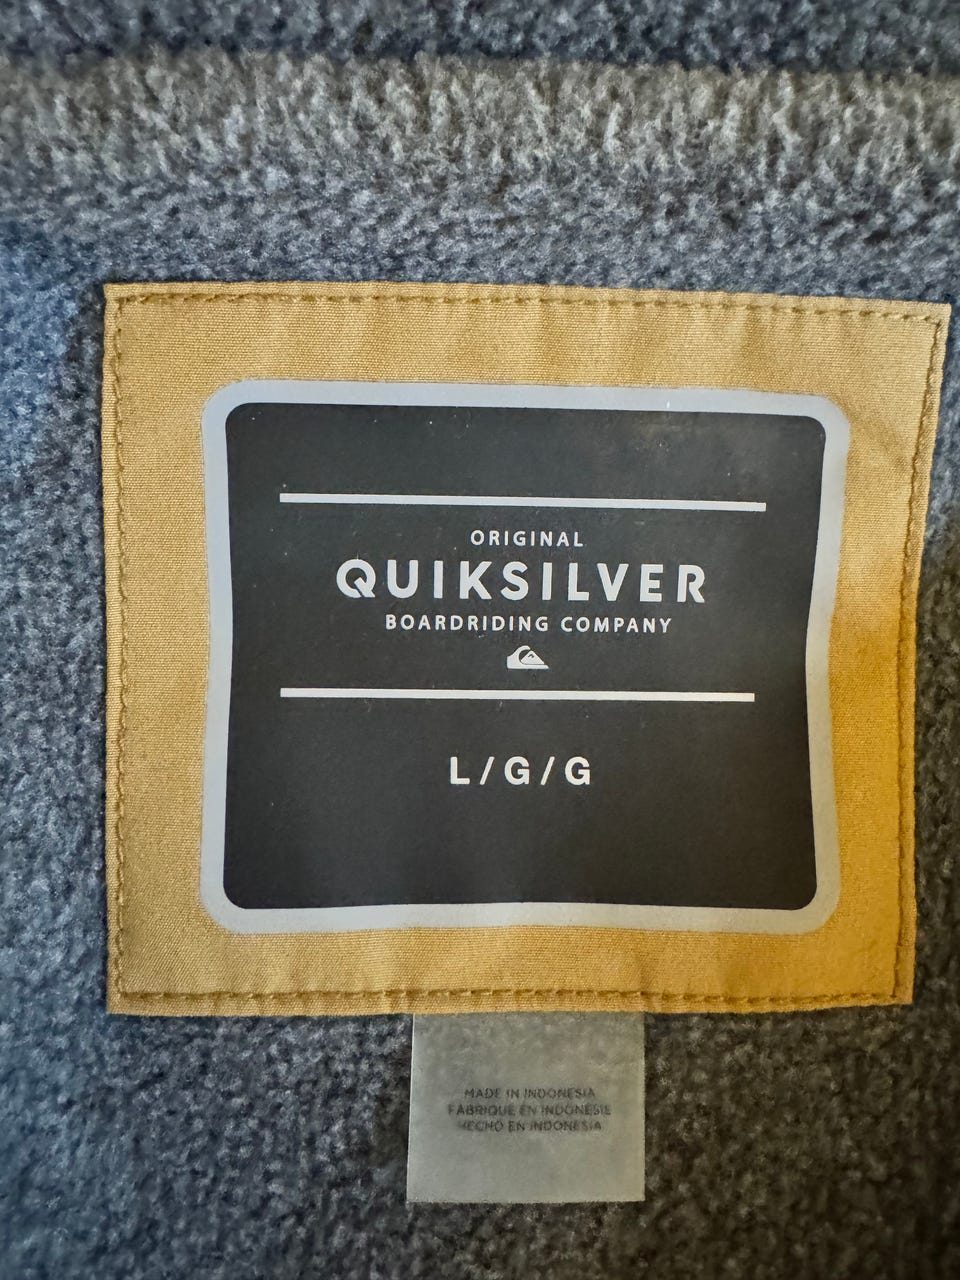 ORIGINAL
QUIKSILVER
BOARDRIDING COMPANY
L/G/G
MADE IN INDONESIA
FABRIQUE EN INDONESIE
HECHO EN INDONESIA